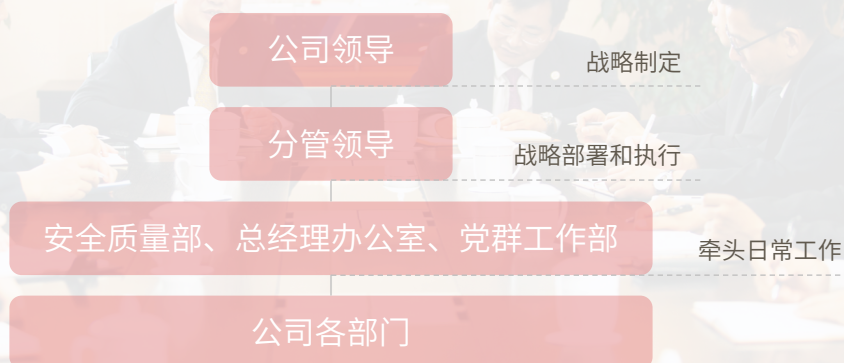 公司领导
战略制定
分管领导
战略部署和执行
安全质量部、总经理办公室、党群工作部
牵头日常工作
公司各部门